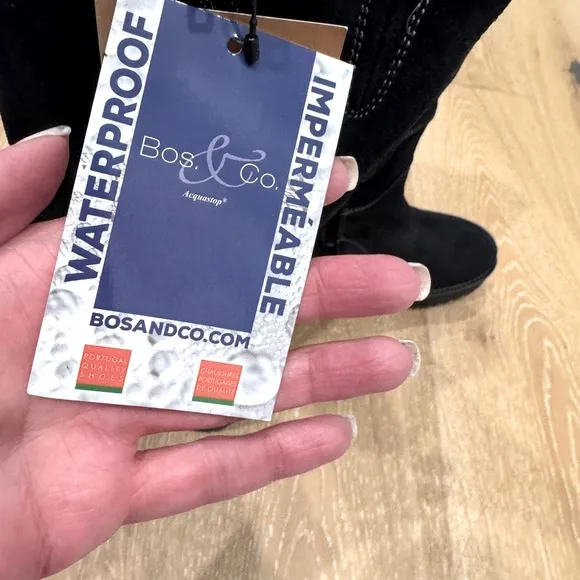 WATERPROOF
Bos. & Co.
Acquastop®
IMPERMÉABLE
BOSANDCO.COM
PORTUGAL
QUALITY
SHOES
CHAUSSURES
PORTUGAISES
DE QUALITÉ